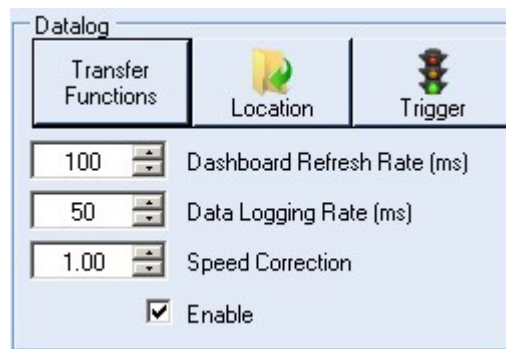 Datalog
Transfer
Functions
Location
Trigger
100 Dashboard Refresh Rate (ms)
50 Data Logging Rate (ms)
1.00 Speed Correction
Enable